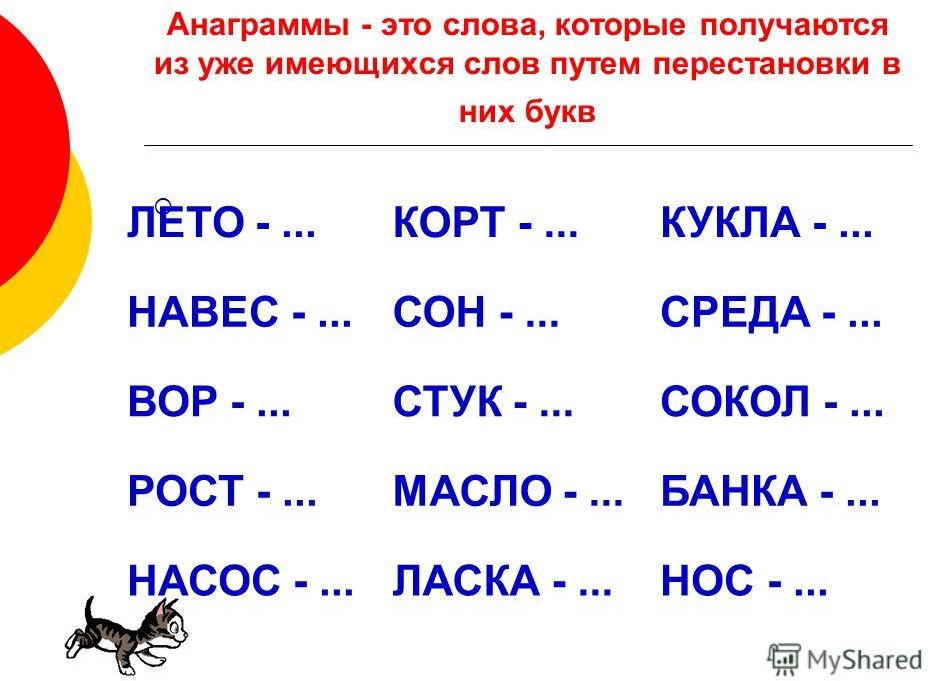 Анаграммы - это слова, которые получаются
из уже имеющихся слов путем перестановки в
них букв
ЛЕТО - ... КОРТ - ... КУКЛА - ...
НАВЕС - ... СОН - ... СРЕДА - ...
ВОР - ... СТУК - ... СОКОЛ - ...
РОСТ - ... МАСЛО - ... БАНКА - ...
НАСОС - ... ЛАСКА - ... НОС - ...
MyShared